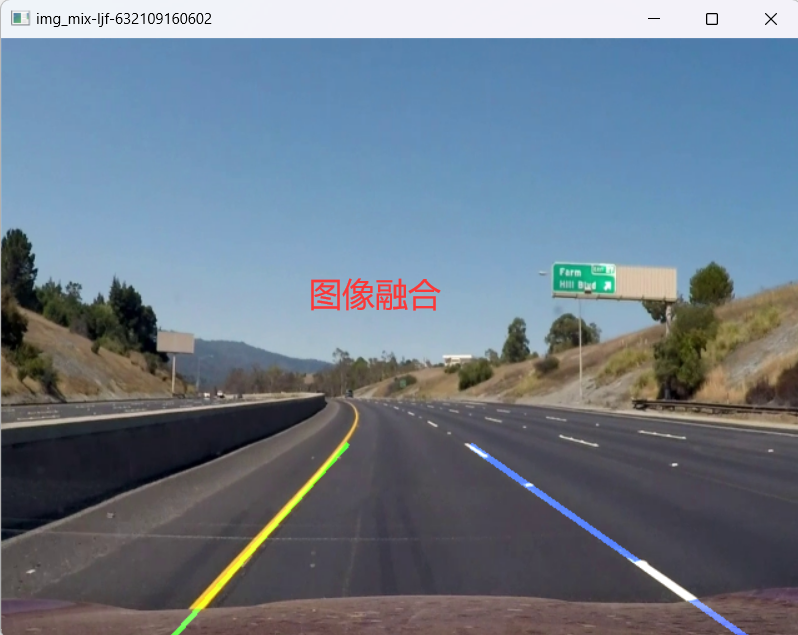 img_mix-ljf-632109160602
图像融合
Farm
Hill Blvd